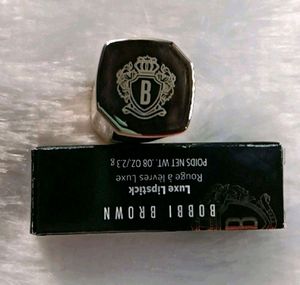 B
BOBBI BROWN
Luxe Lipstick
Rouge à lèvres Luxe
POIDS NET WT. .08 OZ/2.3 g
B